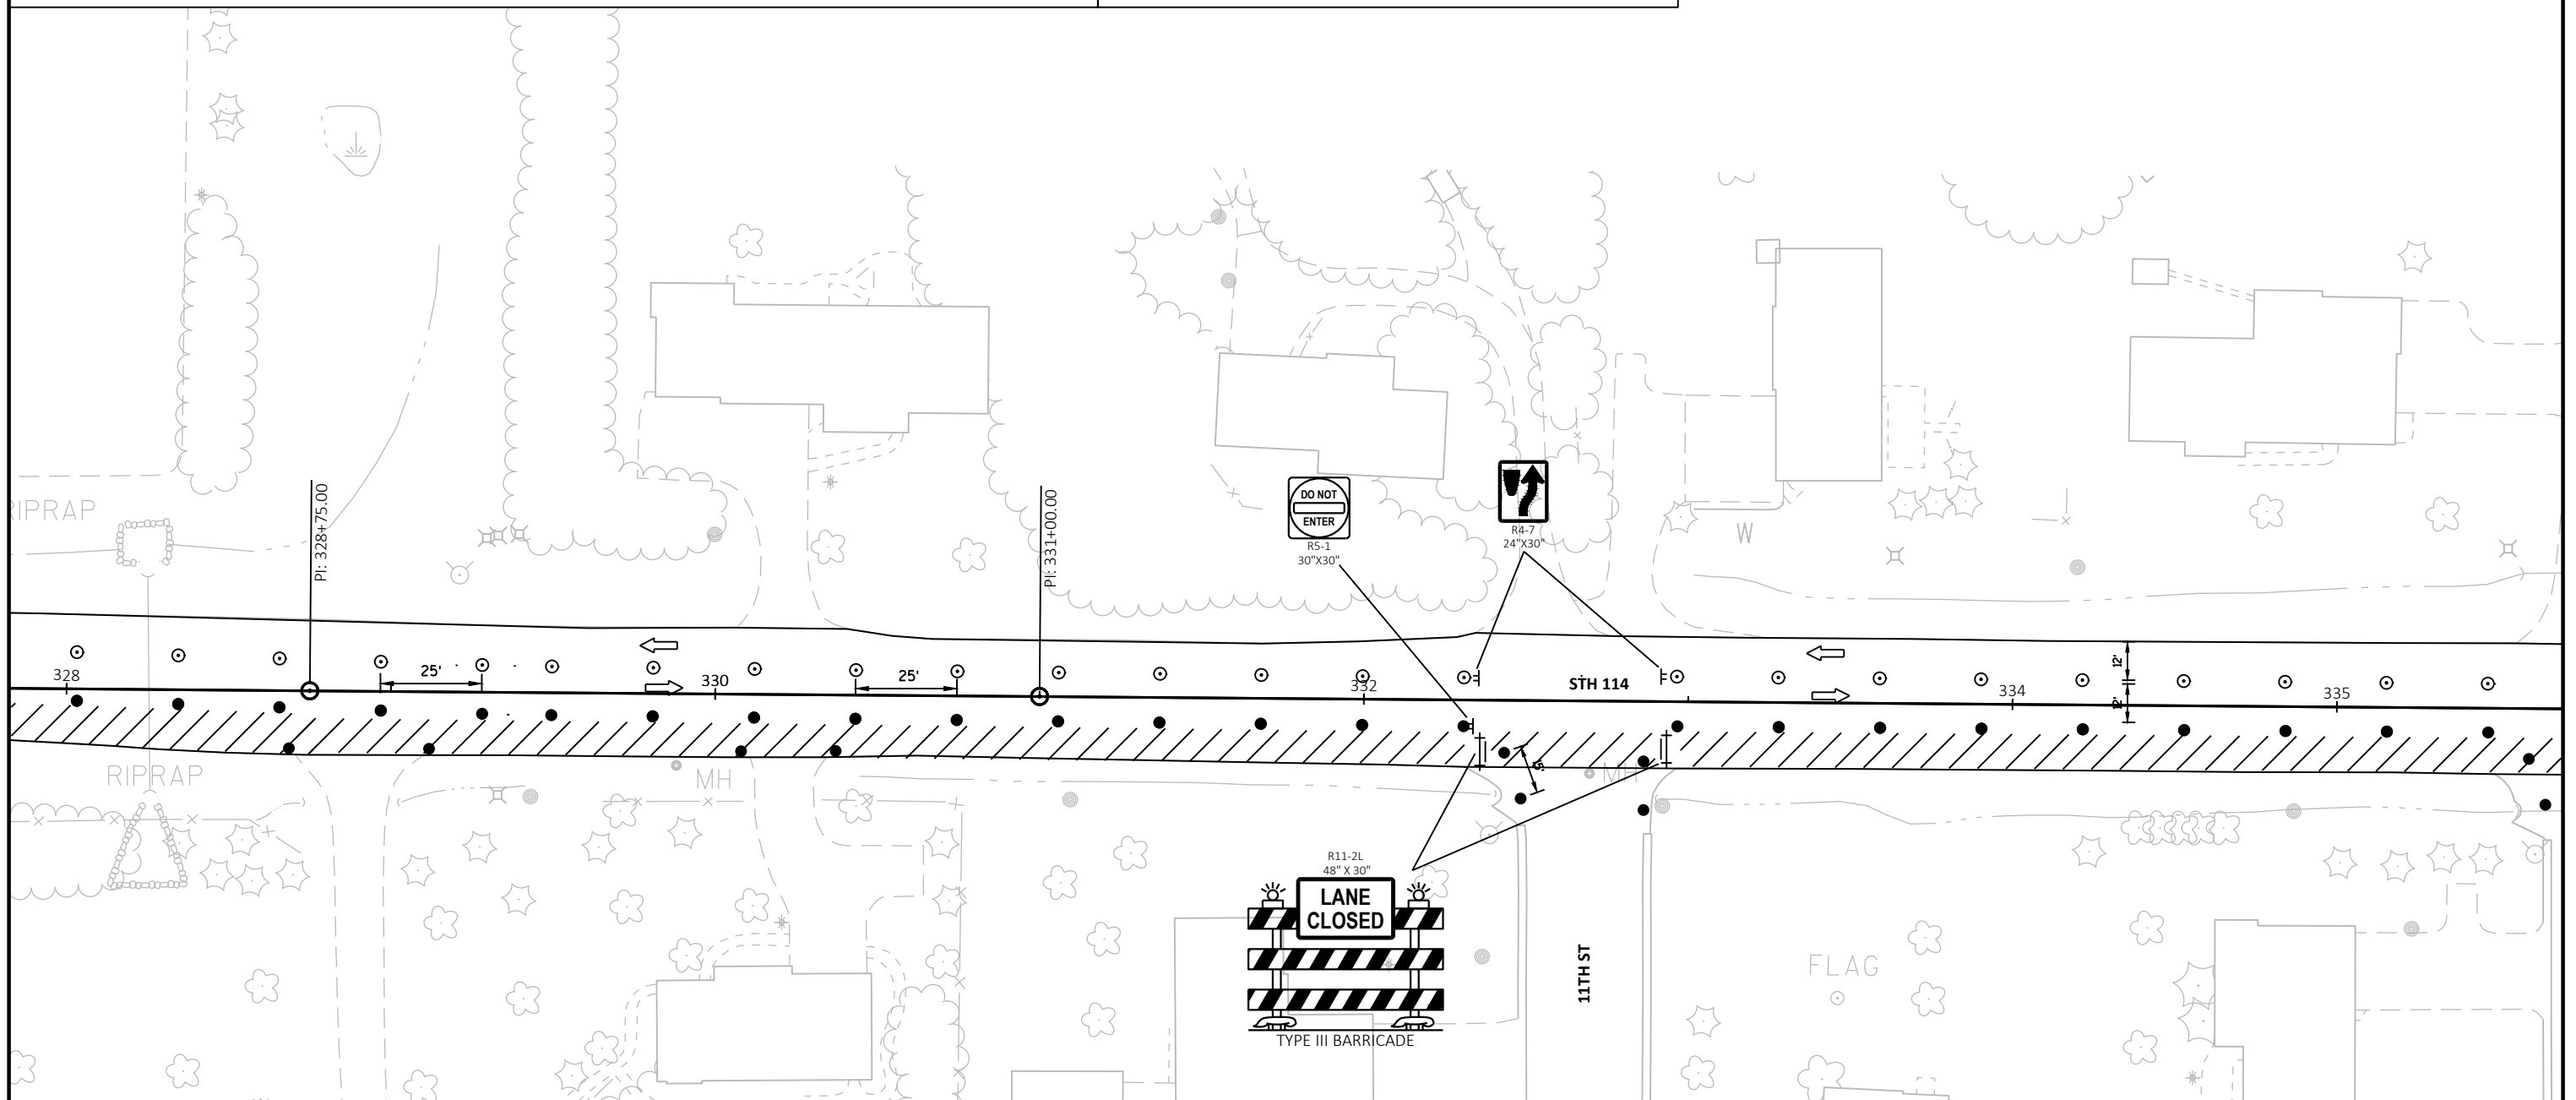 RIPRAP
PI: 328+75.00
PI: 331+00.00
DO NOT
ENTER
R5-1
30"X30"
R4-7
24"X30"
W
328
25'
330
25'
332
STH 114
334
335
12'
12'
15'
RIPRAP
MH
MH
R11-2L
48" X 30"
LANE
CLOSED
TYPE III BARRICADE
11TH ST
FLAG